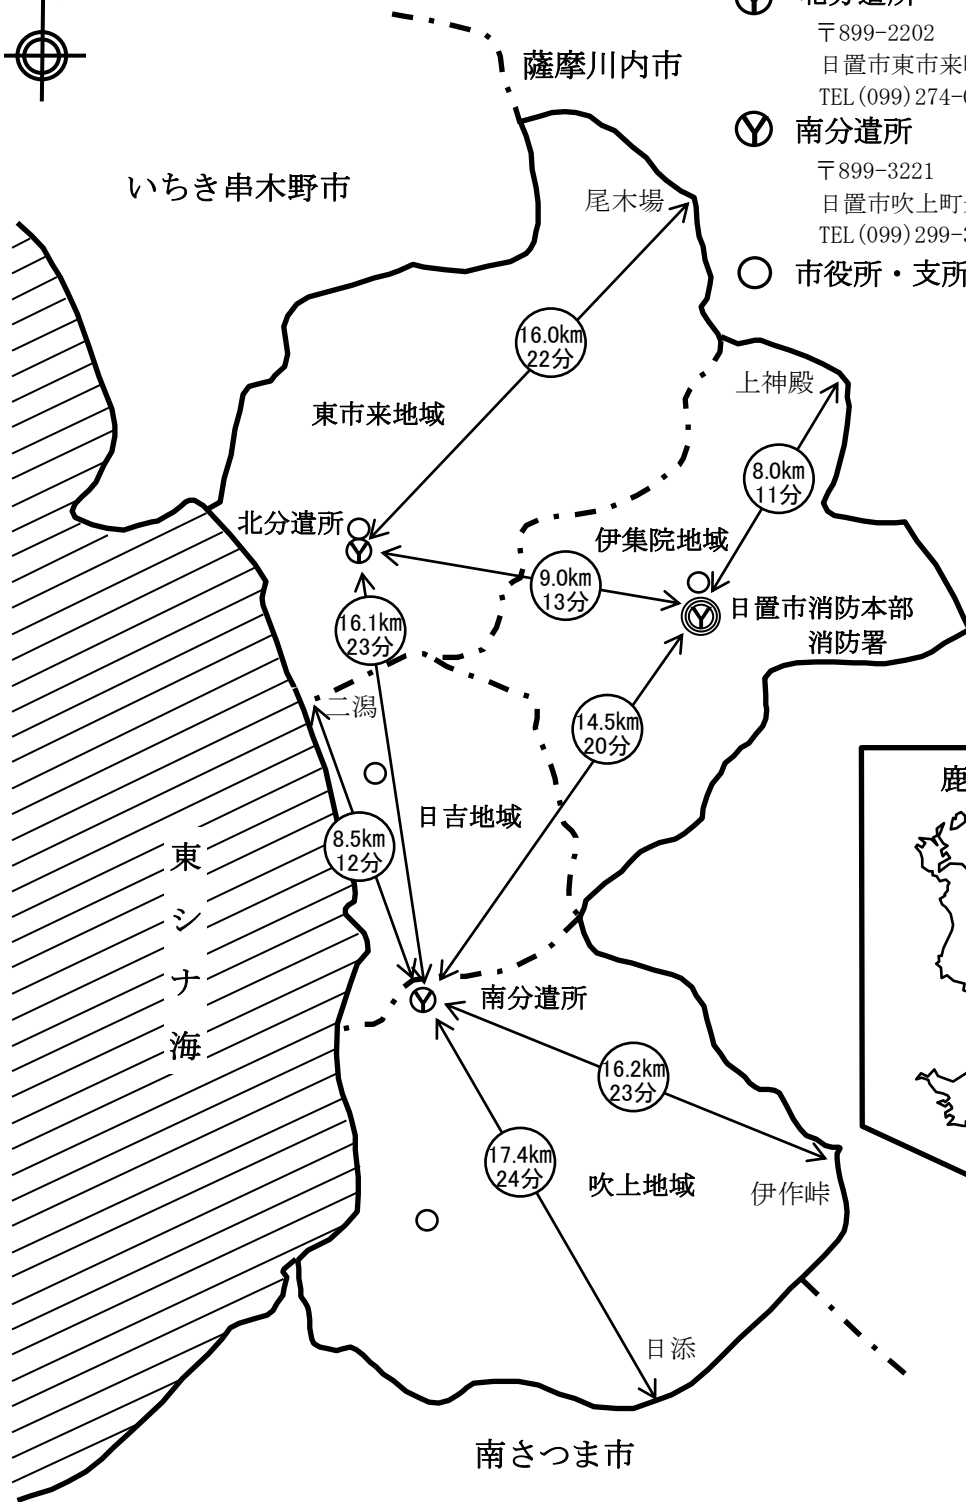 北分遣所
〒899-2202
日置市東市来
TEL(099)274-
薩摩川内市
南分遣所
〒899-3221
日置市吹上町
TEL(099)299-
いちき串木野市
尾木場
市役所・支所
16.0km
22分
上神殿
東市来地域
8.0km
11分
北分遣所
伊集院地域
9.0km
13分
日置市消防本部
消防署
16.1km
23分
二潟
14.5km
20分
鹿
日吉地域
8.5km
12分
東シナ海
南分遣所
16.2km
23分
17.4km
24分
吹上地域
伊作峠
日添
南さつま市